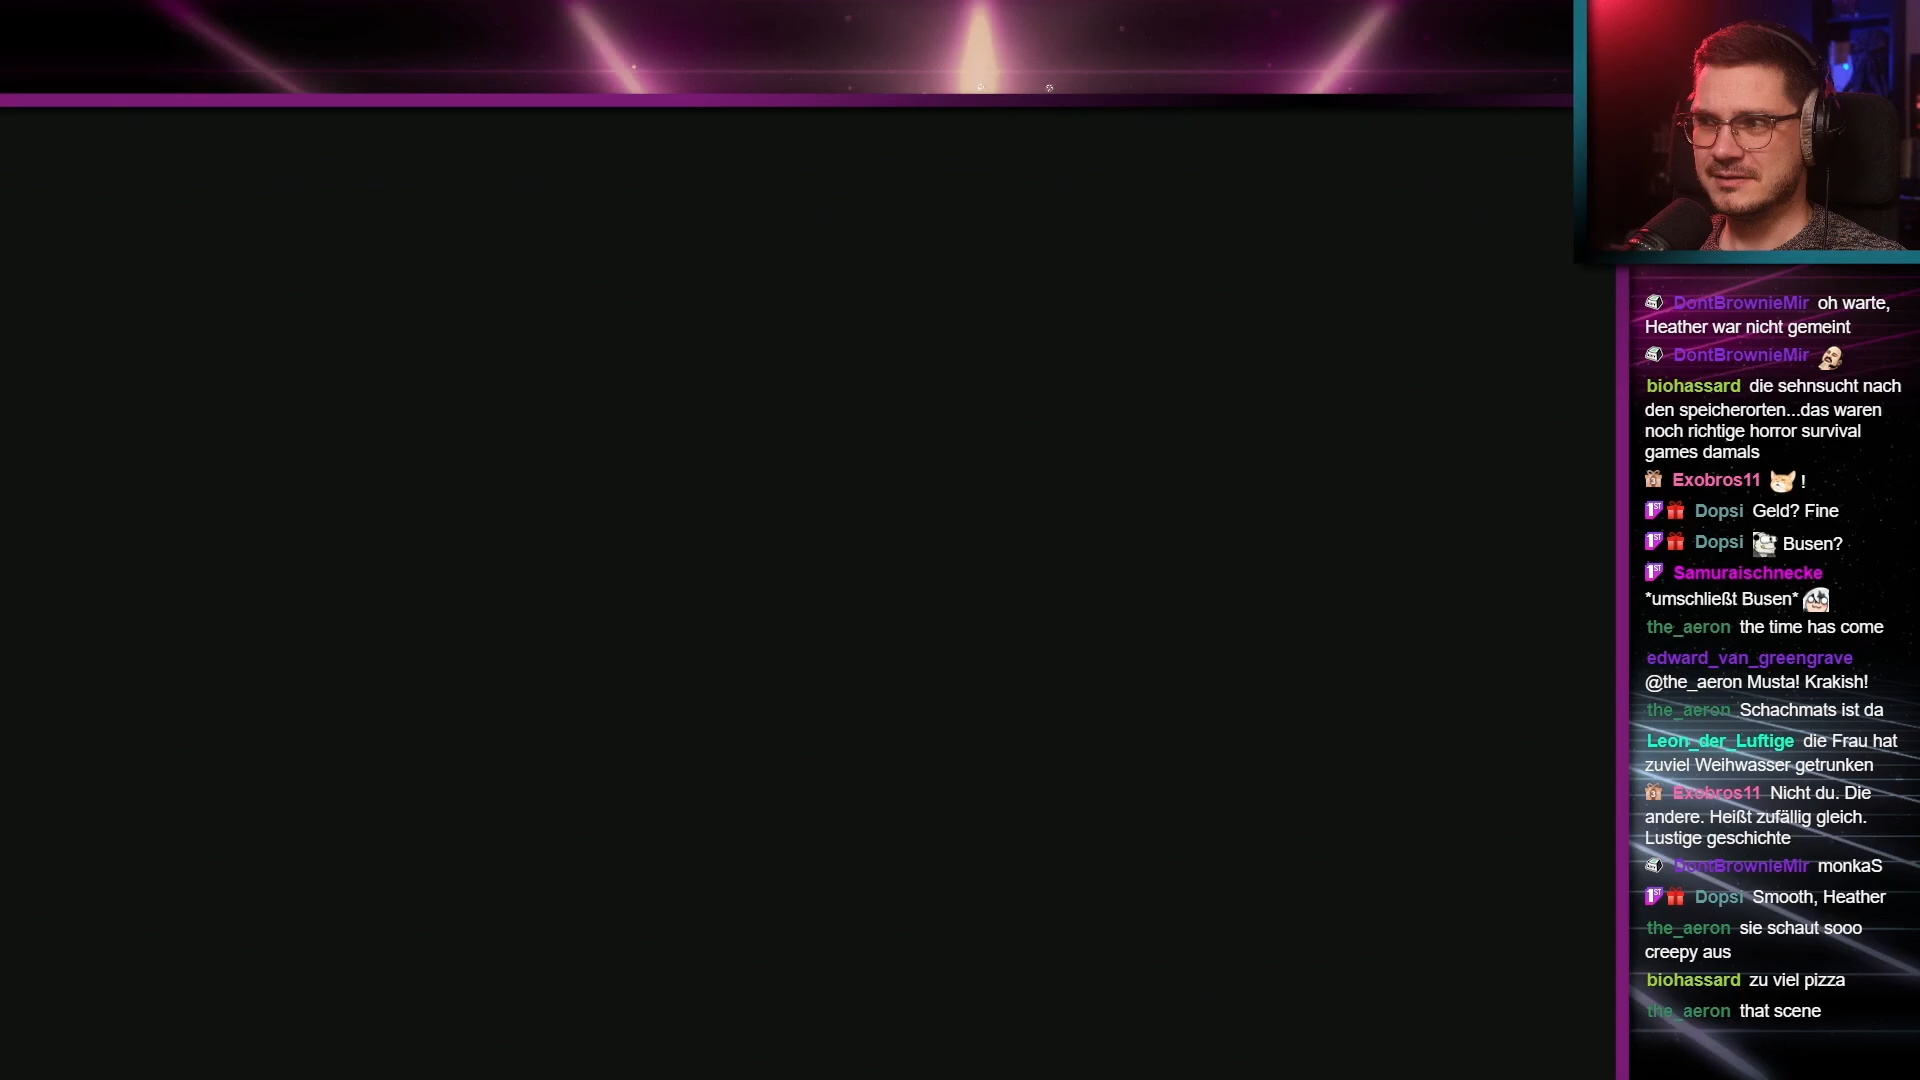 DontBrownieMir oh warte,
Heather war nicht gemeint
DontBrownieMir
biohassard die sehnsucht nach
den speicherorten...das waren
noch richtige horror survival
games damals
Exobros11 !
1ST Dopsi Geld? Fine
1ST Dopsi Busen?
1ST Samuraischnecke
*umschließt Busen*
the_aeron the time has come
edward_van_greengrave
@the_aeron Musta! Krakish!
the_aeron Schachmats ist da
Leon_der_Luftige die Frau hat
zuviel Weihwasser getrunken
Exobros11 Nicht du. Die
andere. Heißt zufällig gleich.
Lustige geschichte
DontBrownieMir monkaS
1ST Dopsi Smooth, Heather
the_aeron sie schaut sooo
creepy aus
biohassard zu viel pizza
the_aeron that scene